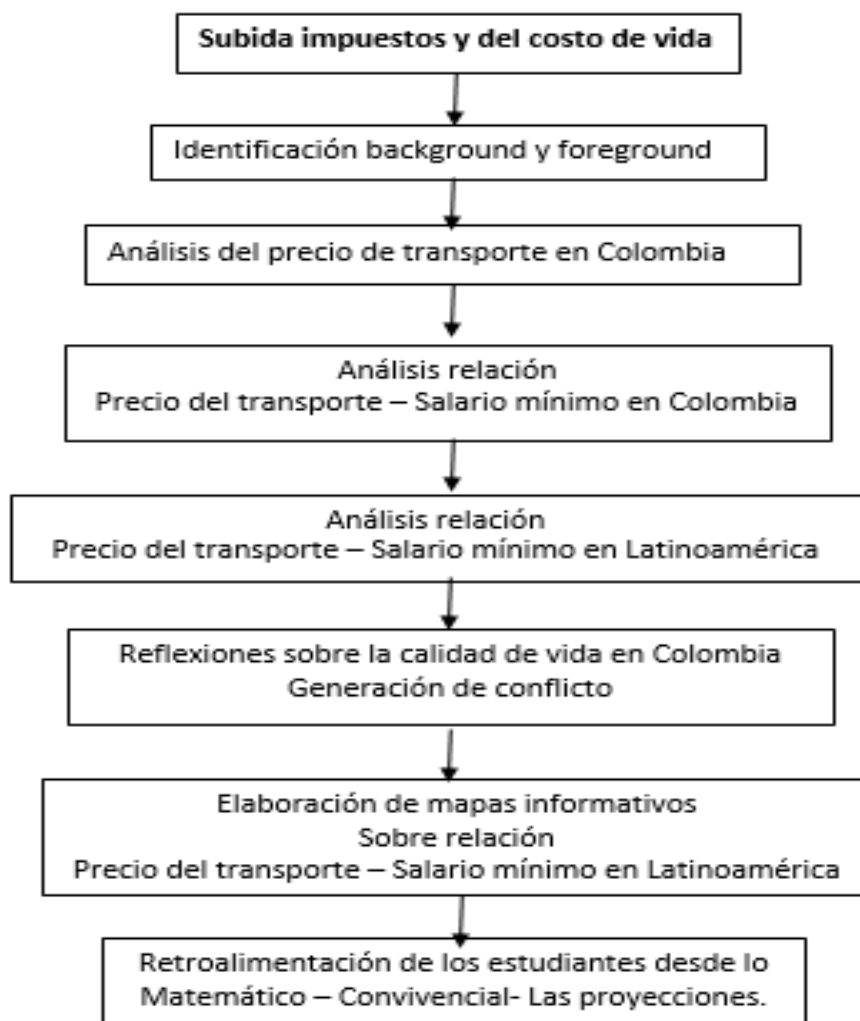 Subida impuestos y del costo de vida
Identificación background y foreground
Análisis del precio de transporte en Colombia
Análisis relación
Precio del transporte – Salario mínimo en Colombia
Análisis relación
Precio del transporte – Salario mínimo en Latinoamérica
Reflexiones sobre la calidad de vida en Colombia
Generación de conflicto
Elaboración de mapas informativos
Sobre relación
Precio del transporte – Salario mínimo en Latinoamérica
Retroalimentación de los estudiantes desde lo
Matemático – Convivencial- Las proyecciones.